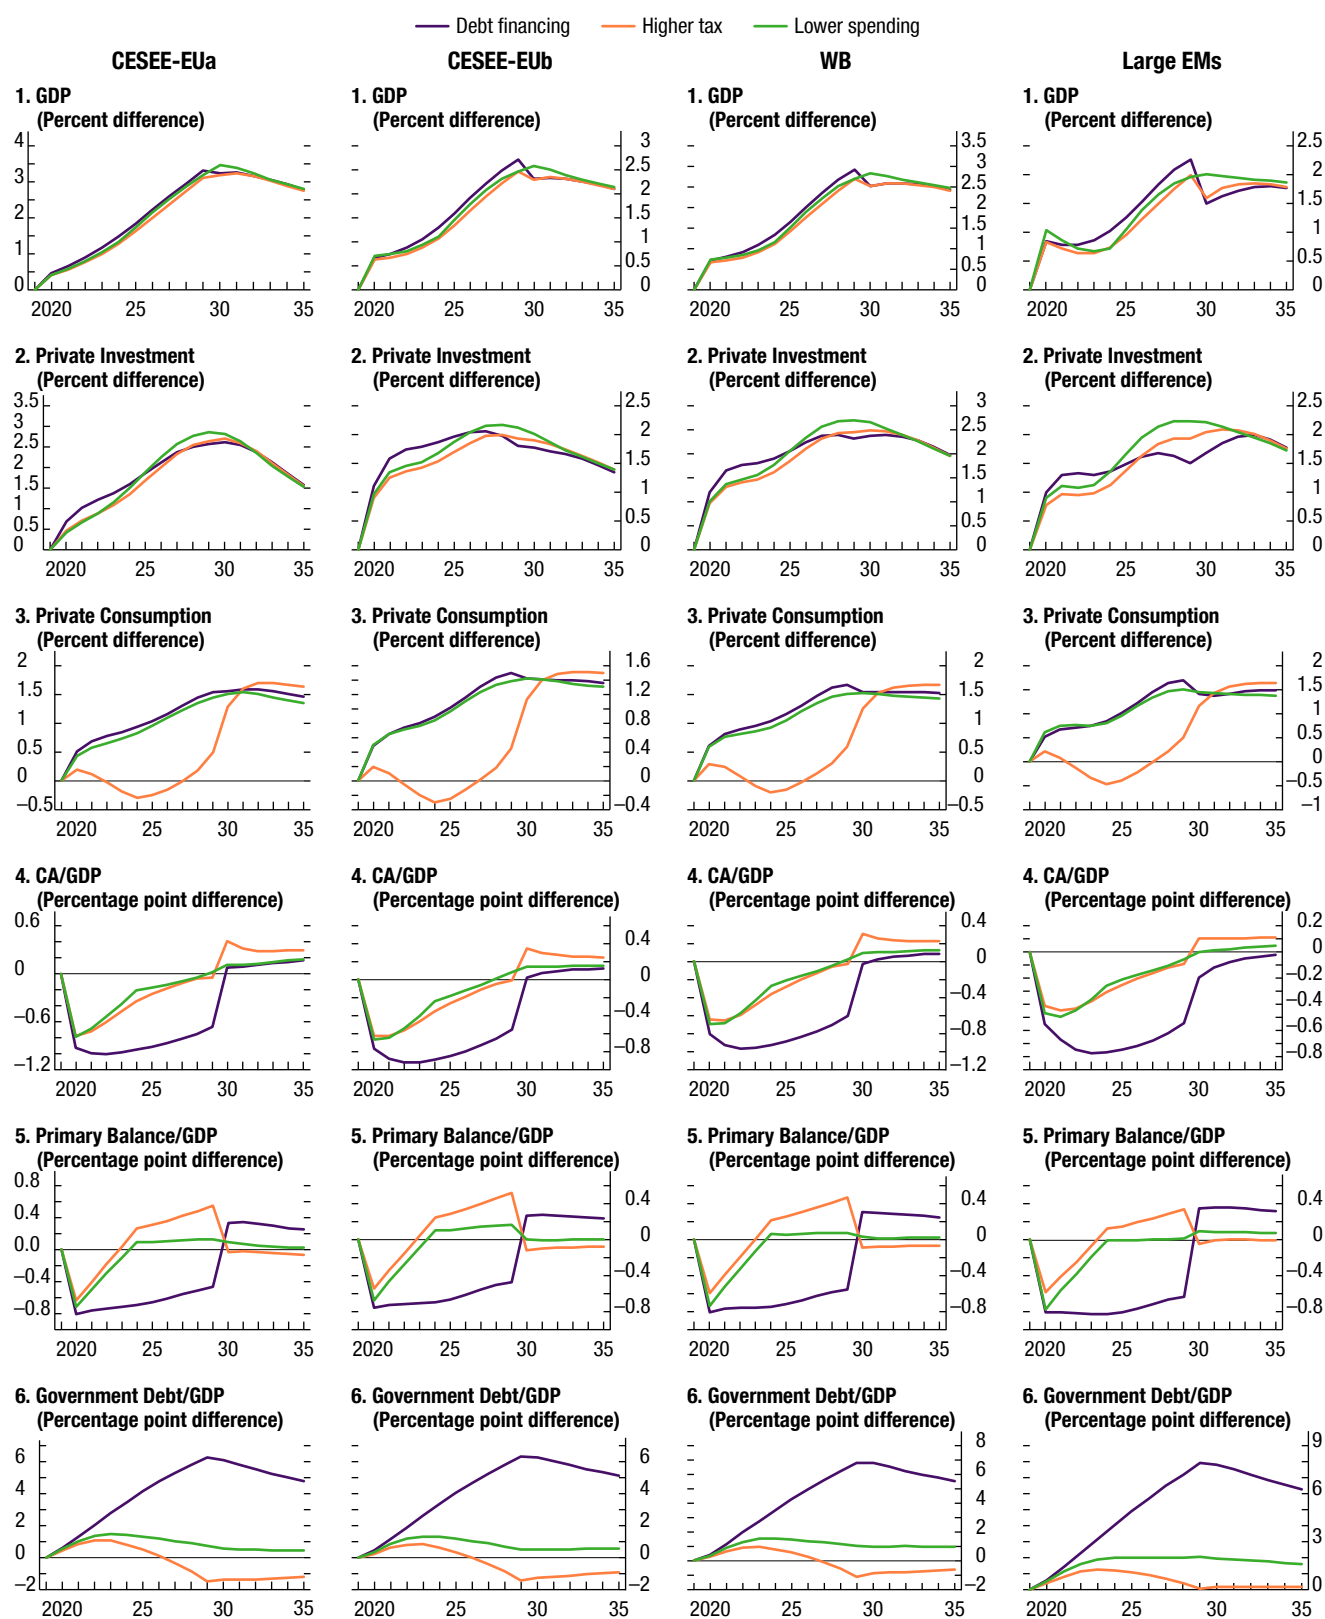 Debt financing Higher tax Lower spending
CESEE-EUa CESEE-EUb WB Large EMs
1. GDP
(Percent difference)
4
3
2
1
0
2020 25 30 35
1. GDP
(Percent difference)
3
2.5
2
1.5
1
0.5
0
2020 25 30 35
1. GDP
(Percent difference)
3.5
3
2.5
2
1.5
1
0.5
0
2020 25 30 35
1. GDP
(Percent difference)
2.5
2
1.5
1
0.5
0
2020 25 30 35
2. Private Investment
(Percent difference)
3.5
3
2.5
2
1.5
1
0.5
0
2020 25 30 35
2. Private Investment
(Percent difference)
2.5
2
1.5
1
0.5
0
2020 25 30 35
2. Private Investment
(Percent difference)
3
2.5
2
1.5
1
0.5
0
2020 25 30 35
2. Private Investment
(Percent difference)
2.5
2
1.5
1
0.5
0
2020 25 30 35
3. Private Consumption
(Percent difference)
2
1.5
1
0.5
0
–0.5
2020 25 30 35
3. Private Consumption
(Percent difference)
1.6
1.2
0.8
0.4
0
–0.4
2020 25 30 35
3. Private Consumption
(Percent difference)
2
1.5
1
0.5
0
–0.5
2020 25 30 35
3. Private Consumption
(Percent difference)
2
1.5
1
0.5
0
–0.5
–1
2020 25 30 35
4. CA/GDP
(Percentage point difference)
0.6
0
–0.6
–1.2
2020 25 30 35
4. CA/GDP
(Percentage point difference)
0.4
0
–0.4
–0.8
2020 25 30 35
4. CA/GDP
(Percentage point difference)
0.4
0
–0.4
–0.8
–1.2
2020 25 30 35
4. CA/GDP
(Percentage point difference)
0.2
0
–0.2
–0.4
–0.6
–0.8
2020 25 30 35
5. Primary Balance/GDP
(Percentage point difference)
0.8
0.4
0.0
–0.4
–0.8
2020 25 30 35
5. Primary Balance/GDP
(Percentage point difference)
0.4
0
–0.4
–0.8
2020 25 30 35
5. Primary Balance/GDP
(Percentage point difference)
0.4
0
–0.4
–0.8
2020 25 30 35
5. Primary Balance/GDP
(Percentage point difference)
0.4
0
–0.4
–0.8
2020 25 30 35
6. Government Debt/GDP
(Percentage point difference)
6
4
2
0
–2
2020 25 30 35
6. Government Debt/GDP
(Percentage point difference)
6
4
2
0
–2
2020 25 30 35
6. Government Debt/GDP
(Percentage point difference)
8
6
4
2
0
–2
2020 25 30 35
6. Government Debt/GDP
(Percentage point difference)
9
6
3
0
2020 25 30 35